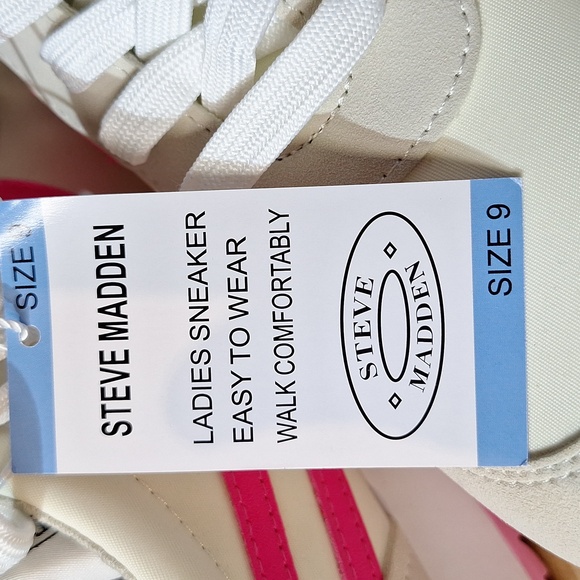 SIZE
STEVE MADDEN
LADIES SNEAKER
EASY TO WEAR
WALK COMFORTABLY
STEVE
MADDEN
SIZE 9